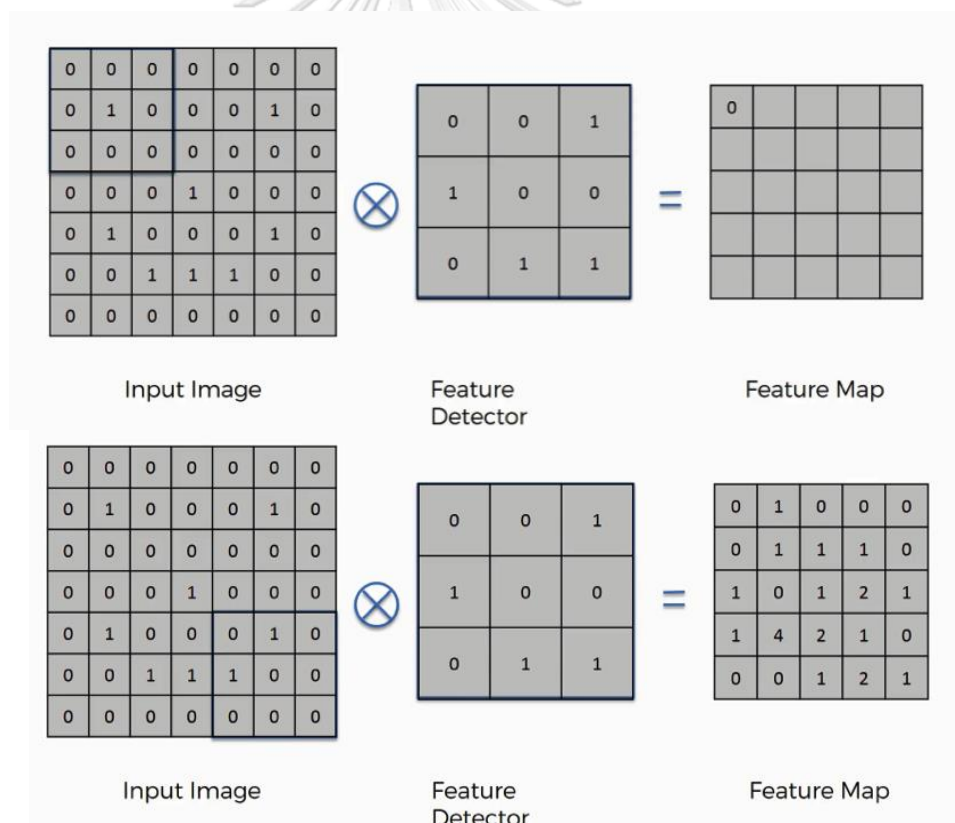 0 0 0 0 0 0 0
0 1 0 0 0 1 0
0 0 0 0 0 0 0
0 0 0 1 0 0 0
0 1 0 0 0 1 0
0 0 1 1 1 0 0
0 0 0 0 0 0 0
0 0 1
1 0 0
0 1 1
=
0
Input Image
Feature
Detector
Feature Map
0 0 0 0 0 0 0
0 1 0 0 0 1 0
0 0 0 0 0 0 0
0 0 0 1 0 0 0
0 1 0 0 0 1 0
0 0 1 1 1 0 0
0 0 0 0 0 0 0
0 0 1
1 0 0
0 1 1
=
0 1 0 0 0
0 1 1 1 0
1 0 1 2 1
1 4 2 1 0
0 0 1 2 1
Input Image
Feature
Detector
Feature Map